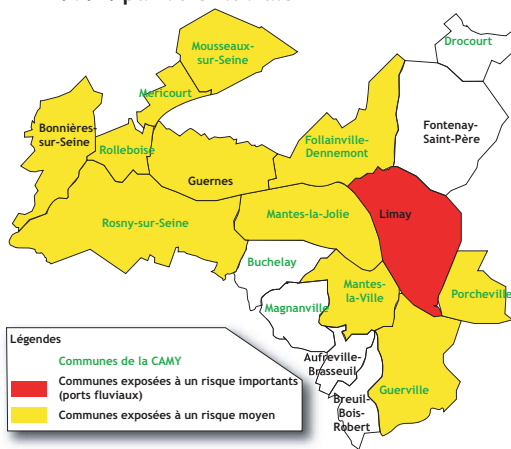 Mousseaux-
sur-Seine
Drocourt
Méricourt
Bonnières-
sur-Seine
Rolleboise
Follainville-
Dennemont
Fontenay-
Saint-Père
Guernes
Rosny-sur-Seine
Mantes-la-Jolie
Limay
Buchelay
Mantes-
la-Ville
Porcheville
Magnanville
Aufreville-
Brasseuil
Guerville
Breuil-
Bois-
Robert
Légendes
Communes de la CAMY
Communes exposées à un risque importants
(ports fluviaux)
Communes exposées à un risque moyen